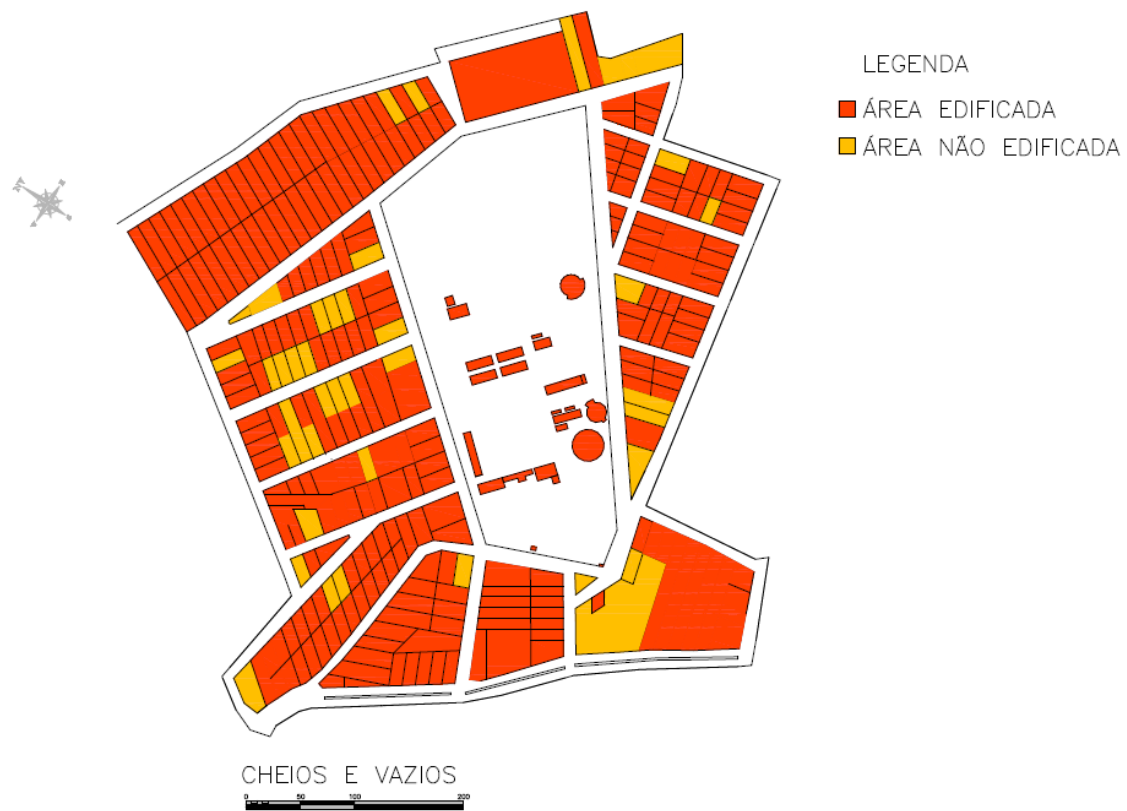 LEGENDA
ÁREA EDIFICADA
ÁREA NÃO EDIFICADA
CHEIOS E VAZIOS
0 50 100 200